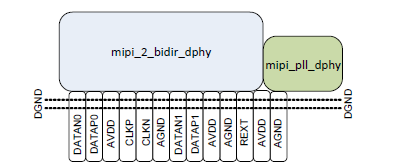 mipi_2_bidir_dphy
mipi_pll_dphy
DGND
DGND
DATAN0
DATAP0
AVDD
CLKP
CLKN
AGND
DATAN1
DATAP1
AVDD
AGND
REXT
AVDD
AGND